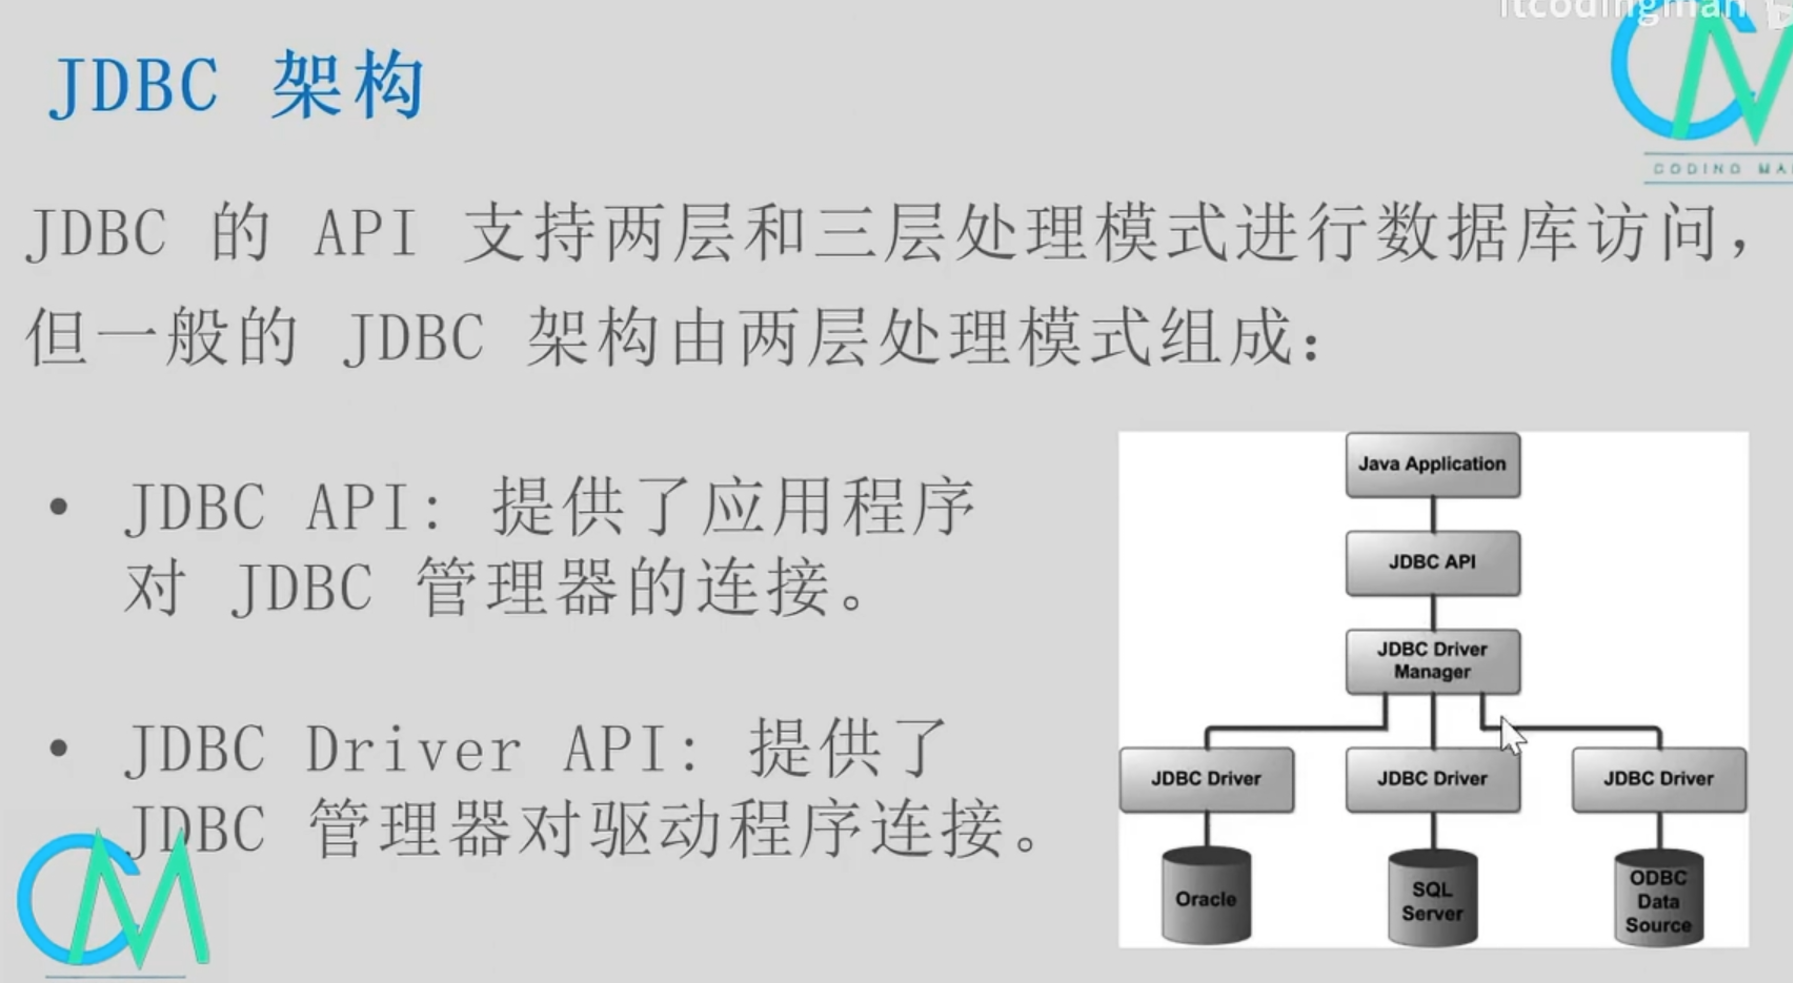 itcodingman
JDBC 架构
JDBC 的 API 支持两层和三层处理模式进行数据库访问，
但一般的 JDBC 架构由两层处理模式组成：
• JDBC API: 提供了应用程序
对 JDBC 管理器的连接。
• JDBC Driver API: 提供了
JDBC 管理器对驱动程序连接。
Java Application
JDBC API
JDBC Driver
Manager
JDBC Driver
JDBC Driver
JDBC Driver
Oracle
SQL
Server
ODBC
Data
Source